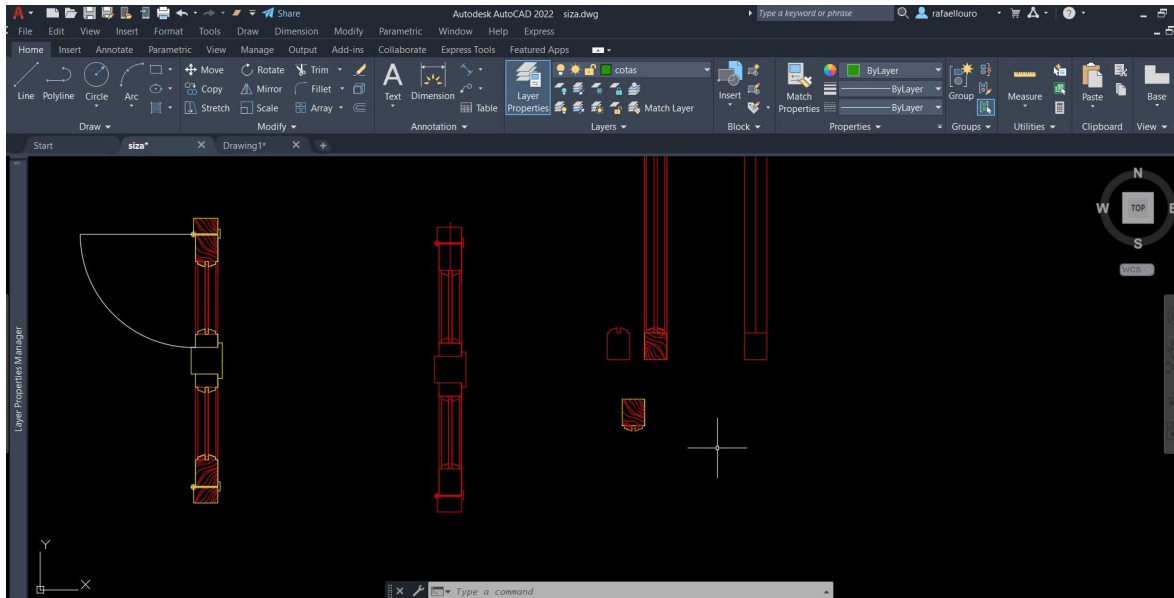 A Share Autodesk AutoCAD 2022 siza.dwg Type a keyword or phrase rafaellouro
File Edit View Insert Format Tools Draw Dimension Modify Parametric Window Help Express
Home Insert Annotate Parametric View Manage Output Add-ins Collaborate Express Tools Featured Apps
Move Rotate Trim cotas ByLayer
Line Polyline Circle Arc Copy Mirror Fillet Text Dimension Layer Properties Insert Match Properties ByLayer Group Measure Paste Base
Stretch Scale Array Table Match Layer ByLayer
Draw Modify Annotation Layers Block Properties Groups Utilities Clipboard View
Start siza* Drawing1*
N
W TOP E
S
WCS
Layer Properties Manager
Y
X
Type a command